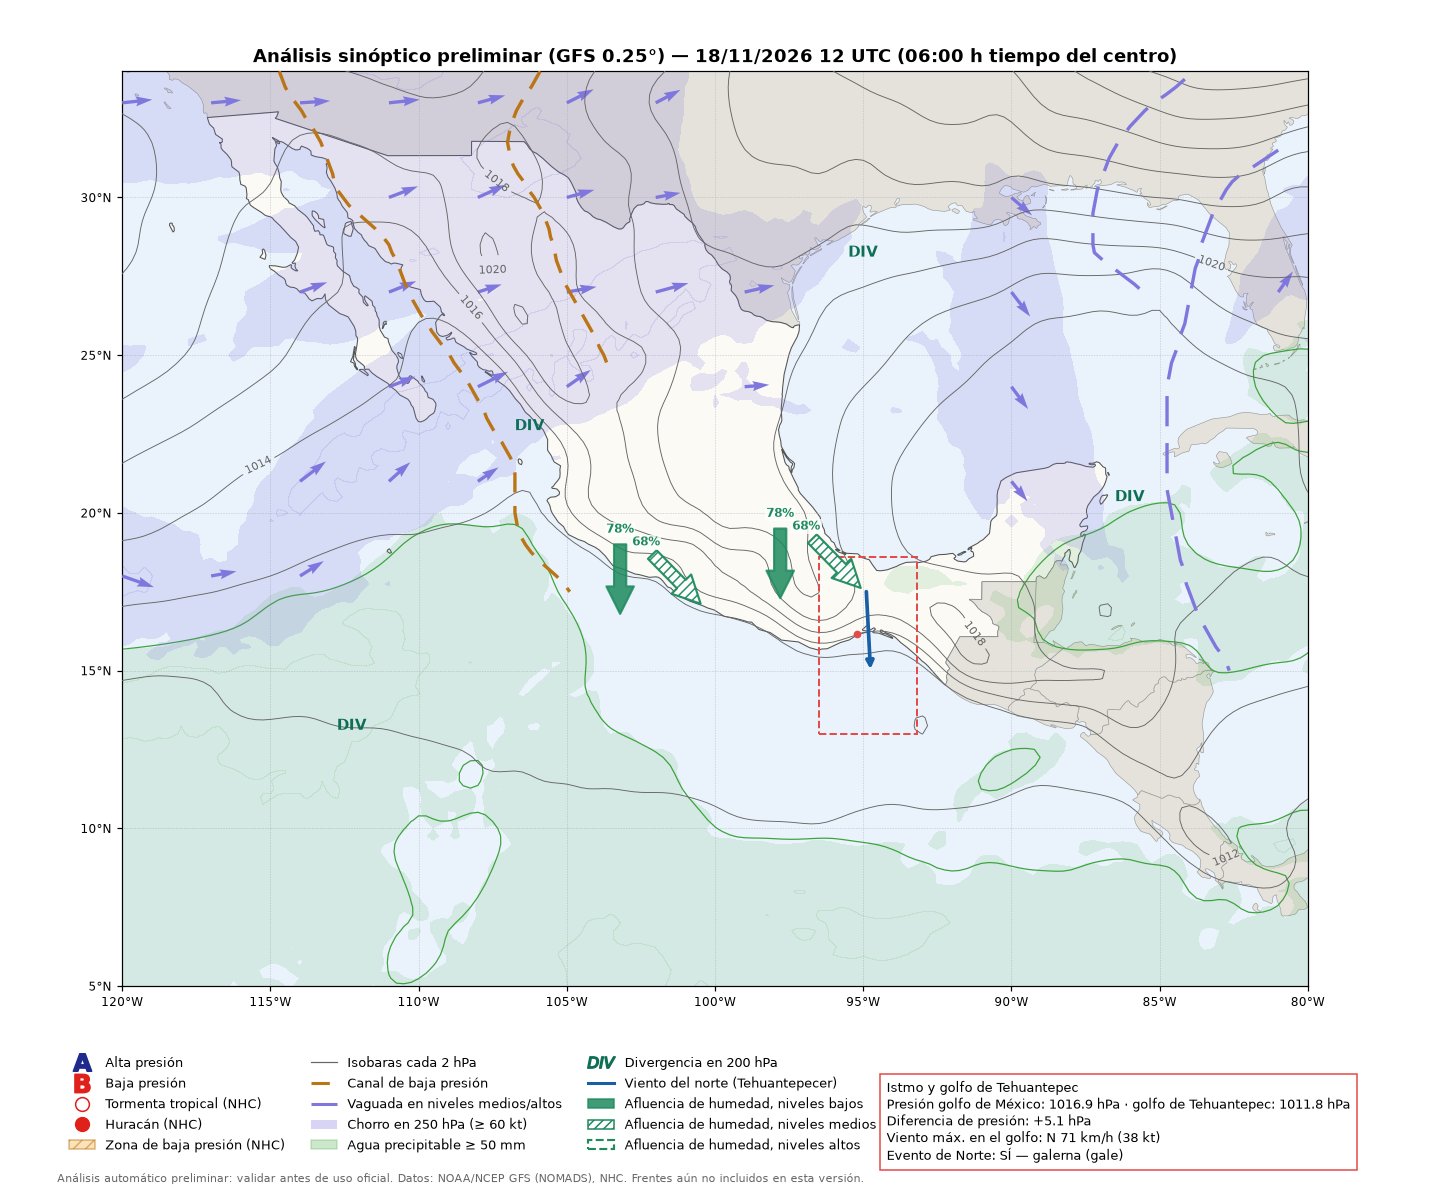 Análisis sinóptico preliminar (GFS 0.25°) — 18/11/2026 12 UTC (06:00 h tiempo del centro)
30°N
25°N
20°N
15°N
10°N
5°N
1018
1020
1016
1014
1020
1018
1012
DIV
DIV
DIV
DIV
78%
68%
78%
68%
120°W
115°W
110°W
105°W
100°W
95°W
90°W
85°W
80°W
A Alta presión
B Baja presión
Tormenta tropical (NHC)
Huracán (NHC)
Zona de baja presión (NHC)
Isobaras cada 2 hPa
Canal de baja presión
Vaguada en niveles medios/altos
Chorro en 250 hPa (≥ 60 kt)
Agua precipitable ≥ 50 mm
DIV Divergencia en 200 hPa
Viento del norte (Tehuantepecer)
Afluencia de humedad, niveles bajos
Afluencia de humedad, niveles medios
Afluencia de humedad, niveles altos
Istmo y golfo de Tehuantepec
Presión golfo de México: 1016.9 hPa · golfo de Tehuantepec: 1011.8 hPa
Diferencia de presión: +5.1 hPa
Viento máx. en el golfo: N 71 km/h (38 kt)
Evento de Norte: SÍ — galerna (gale)
Análisis automático preliminar: validar antes de uso oficial. Datos: NOAA/NCEP GFS (NOMADS), NHC. Frentes aún no incluidos en esta versión.